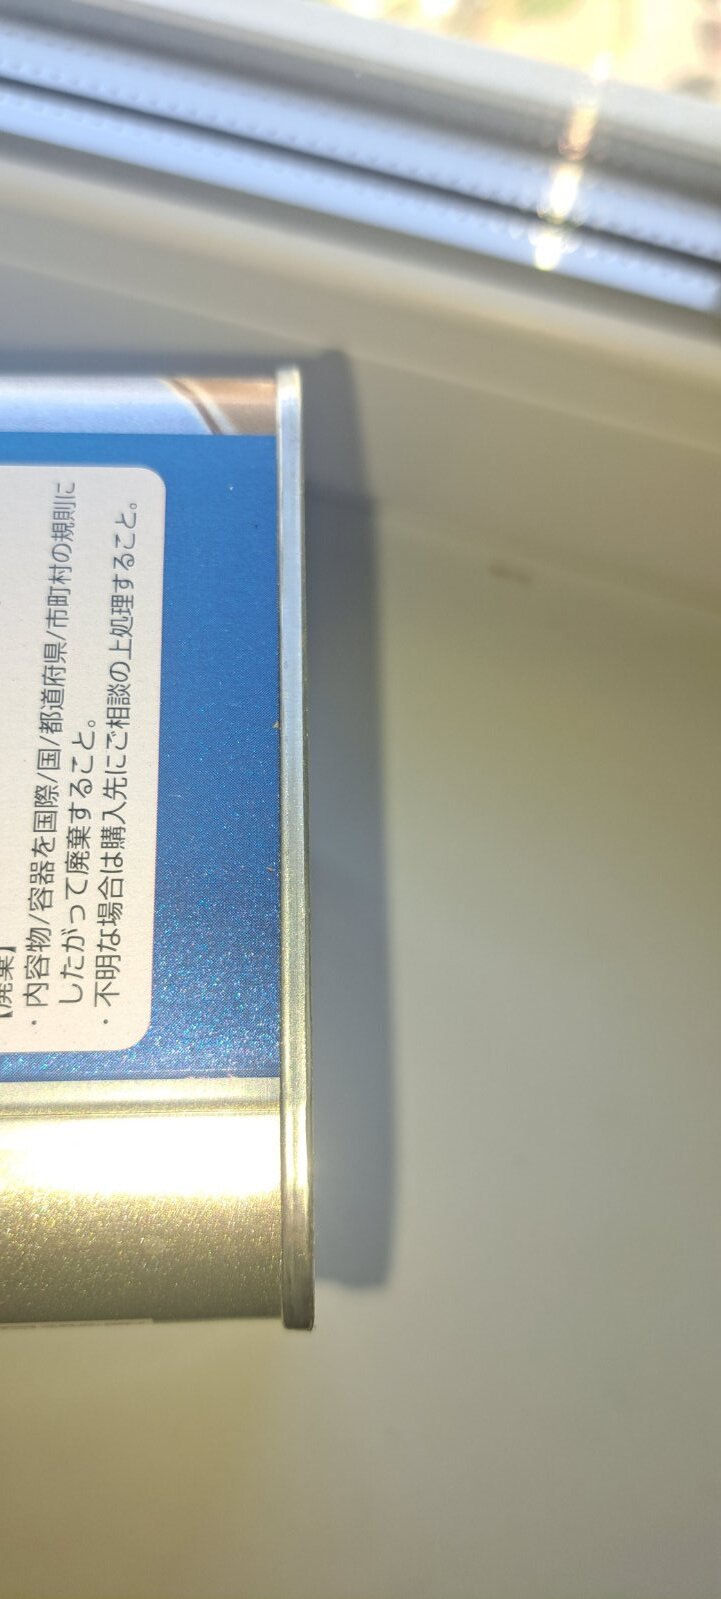 【廃棄】
・内容物/容器を国際/国/都道府県/市町村の規則に
したがって廃棄すること。
・不明な場合は購入先にご相談の上処理すること。